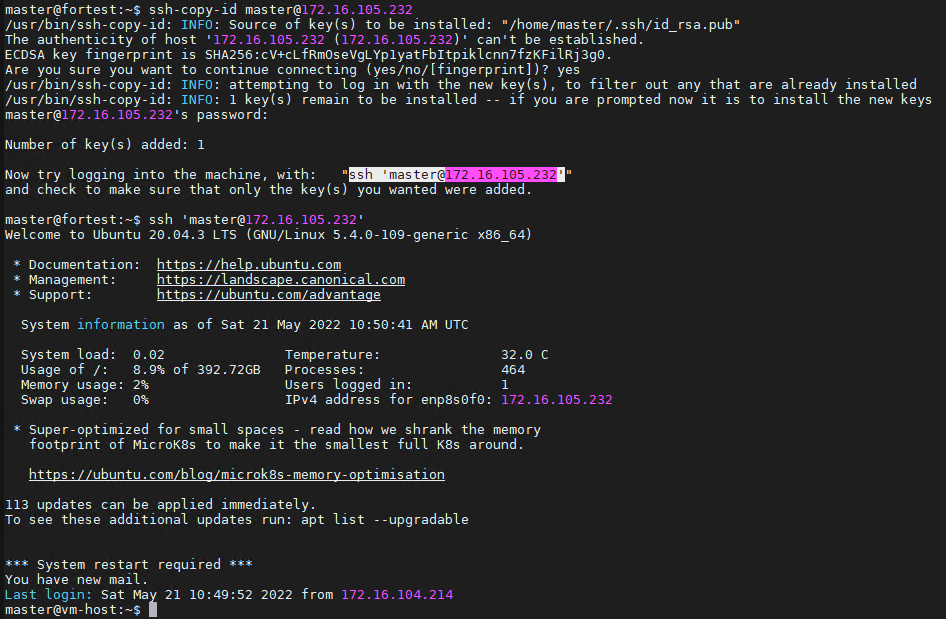 master@fortest:~$ ssh-copy-id master@172.16.105.232
/usr/bin/ssh-copy-id: INFO: Source of key(s) to be installed: "/home/master/.ssh/id_rsa.pub"
The authenticity of host '172.16.105.232 (172.16.105.232)' can't be established.
ECDSA key fingerprint is SHA256:cV+cLfRmOseVgLYp1yatFbItpiklcnn7fzKFilRj3g0.
Are you sure you want to continue connecting (yes/no/[fingerprint])? yes
/usr/bin/ssh-copy-id: INFO: attempting to log in with the new key(s), to filter out any that are already installed
/usr/bin/ssh-copy-id: INFO: 1 key(s) remain to be installed -- if you are prompted now it is to install the new keys
master@172.16.105.232's password:
Number of key(s) added: 1
Now try logging into the machine, with:   "ssh 'master@172.16.105.232'"
and check to make sure that only the key(s) you wanted were added.
master@fortest:~$ ssh 'master@172.16.105.232'
Welcome to Ubuntu 20.04.3 LTS (GNU/Linux 5.4.0-109-generic x86_64)
* Documentation:  https://help.ubuntu.com
* Management:     https://landscape.canonical.com
* Support:        https://ubuntu.com/advantage
System information as of Sat 21 May 2022 10:50:41 AM UTC
System load:  0.02               Temperature:               32.0 C
Usage of /:   8.9% of 392.72GB   Processes:                 464
Memory usage: 2%                 Users logged in:           1
Swap usage:   0%                 IPv4 address for enp8s0f0: 172.16.105.232
* Super-optimized for small spaces - read how we shrank the memory
footprint of MicroK8s to make it the smallest full K8s around.
https://ubuntu.com/blog/microk8s-memory-optimisation
113 updates can be applied immediately.
To see these additional updates run: apt list --upgradable
*** System restart required ***
You have new mail.
Last login: Sat May 21 10:49:52 2022 from 172.16.104.214
master@vm-host:~$